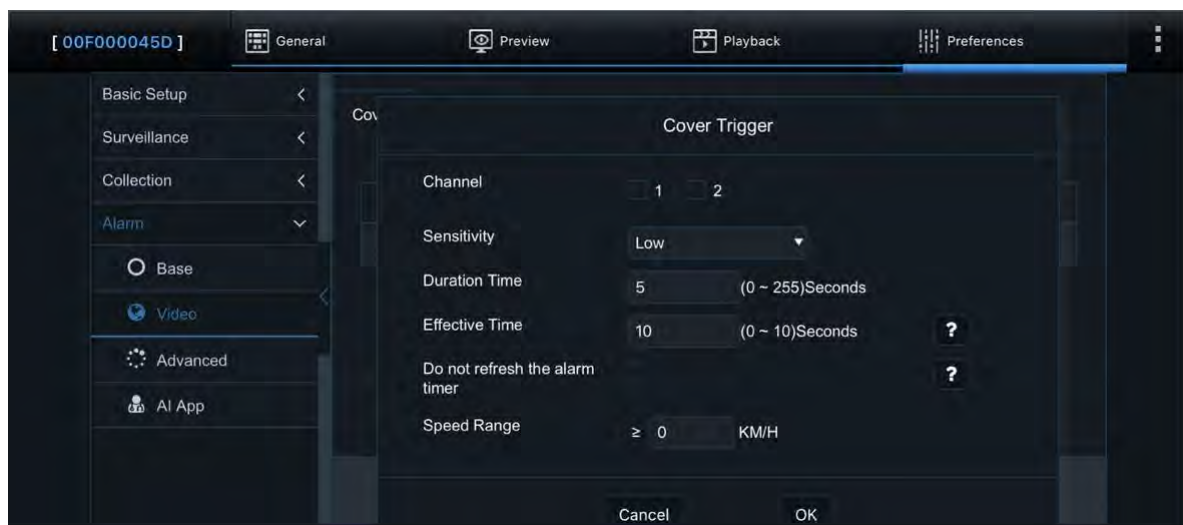 [ 00F000045D ] General Preview Playback Preferences
Basic Setup
Surveillance
Collection
Alarm
Base
Video
Advanced
AI App
Cov
Cover Trigger
Channel 1 2
Sensitivity Low
Duration Time 5 (0 ~ 255)Seconds
Effective Time 10 (0 ~ 10)Seconds ?
Do not refresh the alarm
timer ?
Speed Range ≥ 0 KM/H
Cancel OK